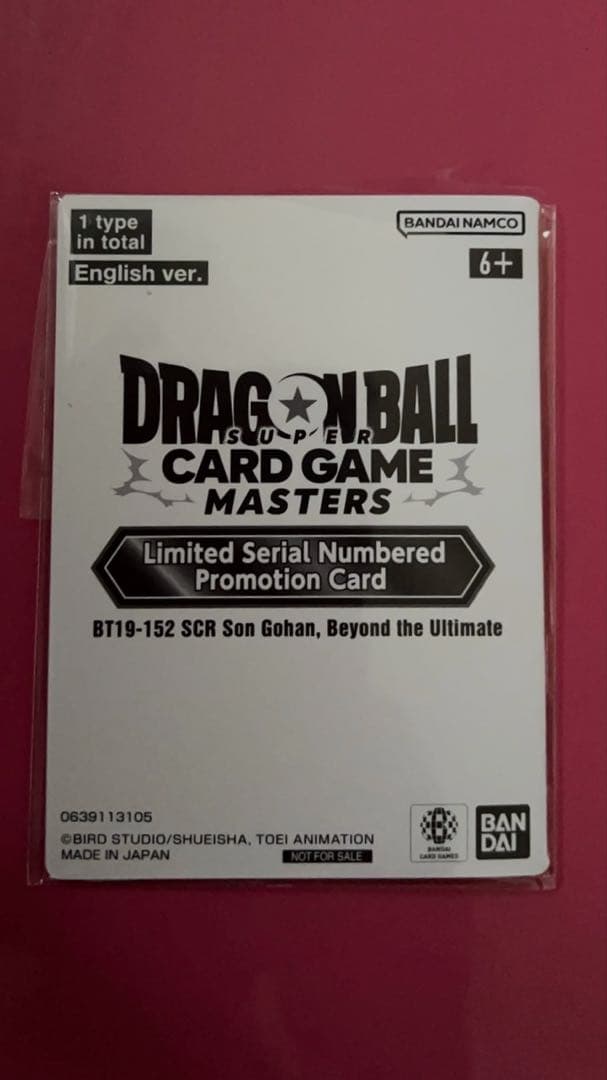 1 type
in total
BANDAI NAMCO
English ver.
6+
DRAGON BALL
SUPER
CARD GAME
MASTERS
Limited Serial Numbered
Promotion Card
BT19-152 SCR Son Gohan, Beyond the Ultimate
0639113105
©BIRD STUDIO/SHUEISHA, TOEI ANIMATION
MADE IN JAPAN
NOT FOR SALE
BANDAI
CARD GAMES
BAN
DAI